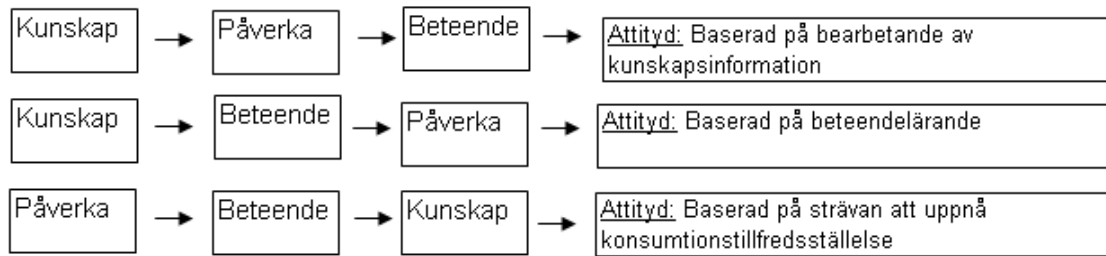 Kunskap
Påverka
Beteende
Attityd: Baserad på bearbetande av
kunskapsinformation
Kunskap
Beteende
Påverka
Attityd: Baserad på beteendelärande
Påverka
Beteende
Kunskap
Attityd: Baserad på strävan att uppnå
konsumtionstillfredsställelse